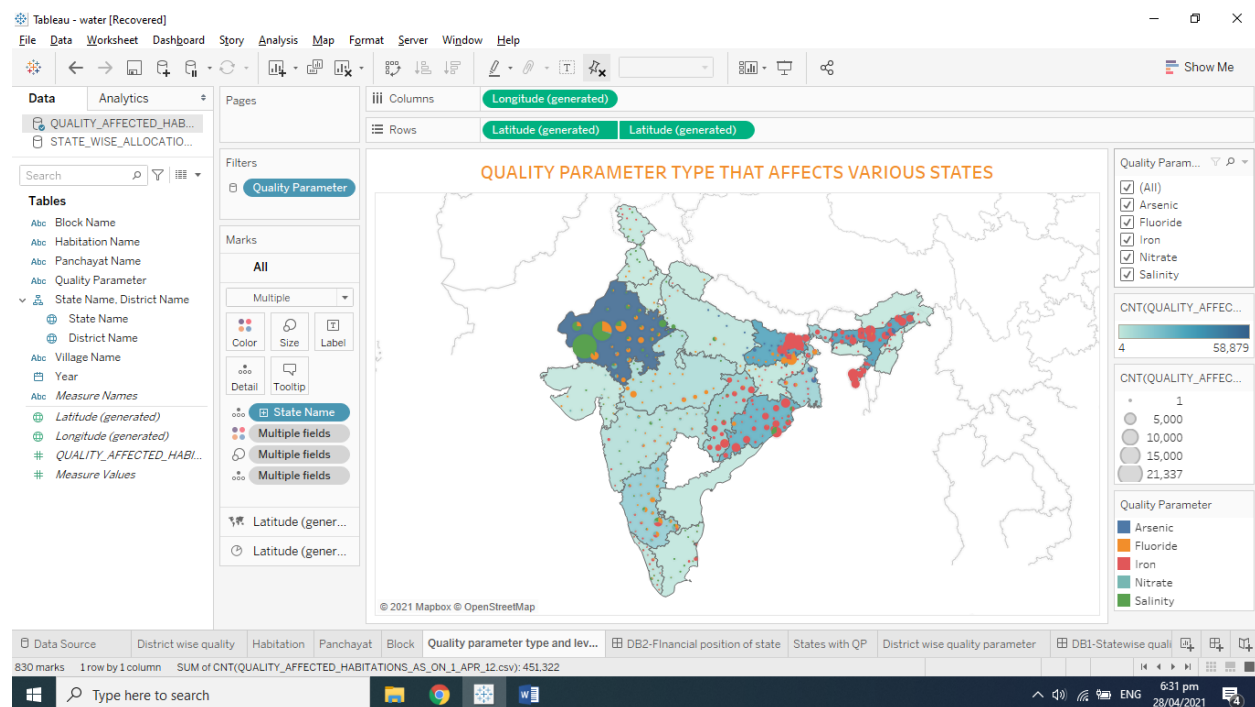 Tableau - water [Recovered]
File Data Worksheet Dashboard Story Analysis Map Format Server Window Help
Show Me
Data Analytics
QUALITY_AFFECTED_HAB...
STATE_WISE_ALLOCATIO...
Search
Tables
Abc Block Name
Abc Habitation Name
Abc Panchayat Name
Abc Quality Parameter
State Name, District Name
State Name
District Name
Abc Village Name
Year
Abc Measure Names
Latitude (generated)
Longitude (generated)
# QUALITY_AFFECTED_HABI...
# Measure Values
Pages
Filters
Quality Parameter
Marks
All
Multiple
Color Size Label
Detail Tooltip
State Name
Multiple fields
Multiple fields
Multiple fields
Latitude (gener...
Latitude (gener...
Columns Longitude (generated)
Rows Latitude (generated) Latitude (generated)
QUALITY PARAMETER TYPE THAT AFFECTS VARIOUS STATES
© 2021 Mapbox © OpenStreetMap
Quality Param...
(All)
Arsenic
Fluoride
Iron
Nitrate
Salinity
CNT(QUALITY_AFFEC...
4 58,879
CNT(QUALITY_AFFEC...
1
5,000
10,000
15,000
21,337
Quality Parameter
Arsenic
Fluoride
Iron
Nitrate
Salinity
Data Source District wise quality Habitation Panchayat Block Quality parameter type and lev... DB2-FInancial position of state States with QP District wise quality parameter DB1-Statewise quali
830 marks 1 row by 1 column SUM of CNT(QUALITY_AFFECTED_HABITATIONS_AS_ON_1_APR_12.csv): 451,322
Type here to search
ENG
6:31 pm
28/04/2021
4